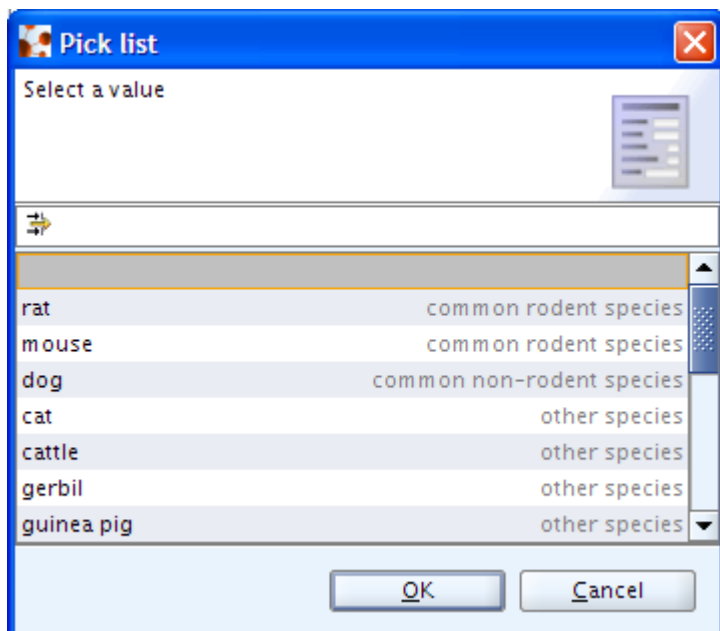 Pick list
Select a value
rat common rodent species
mouse common rodent species
dog common non-rodent species
cat other species
cattle other species
gerbil other species
guinea pig other species
OK Cancel